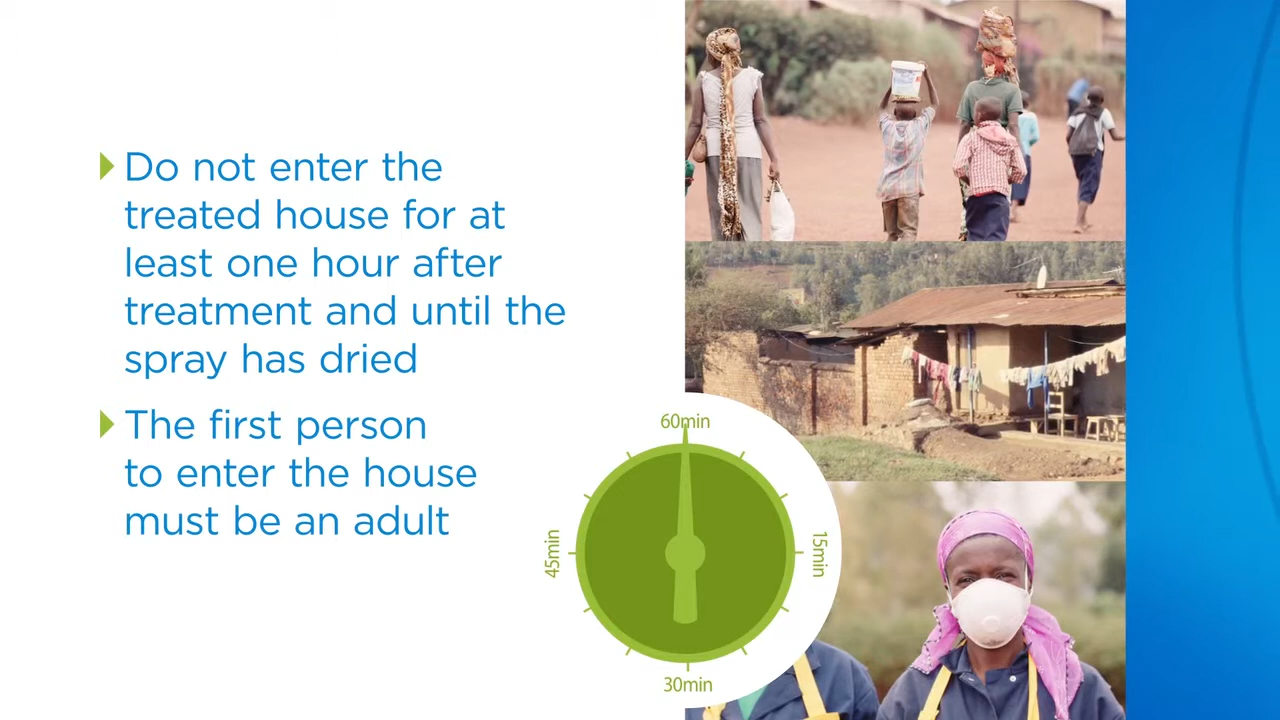 Do not enter the
treated house for at
least one hour after
treatment and until the
spray has dried
The first person
to enter the house
must be an adult
60min
15min
30min
45min